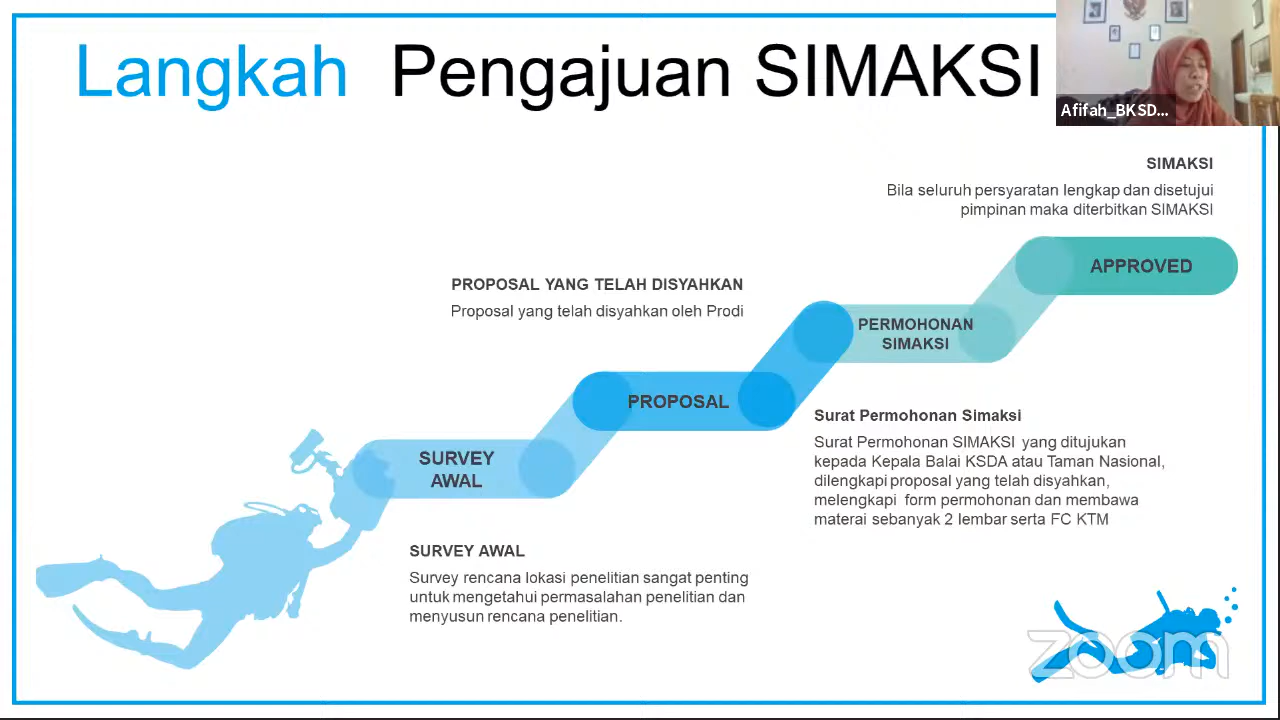 Langkah Pengajuan SIMAKSI
Afifah_BKSD...
SIMAKSI
Bila seluruh persyaratan lengkap dan disetujui
pimpinan maka diterbitkan SIMAKSI
APPROVED
PROPOSAL YANG TELAH DISYAHKAN
Proposal yang telah disyahkan oleh Prodi
PERMOHONAN
SIMAKSI
PROPOSAL
Surat Permohonan Simaksi
Surat Permohonan SIMAKSI yang ditujukan
kepada Kepala Balai KSDA atau Taman Nasional,
dilengkapi proposal yang telah disyahkan,
melengkapi form permohonan dan membawa
materai sebanyak 2 lembar serta FC KTM
SURVEY
AWAL
SURVEY AWAL
Survey rencana lokasi penelitian sangat penting
untuk mengetahui permasalahan penelitian dan
menyusun rencana penelitian.
zoom